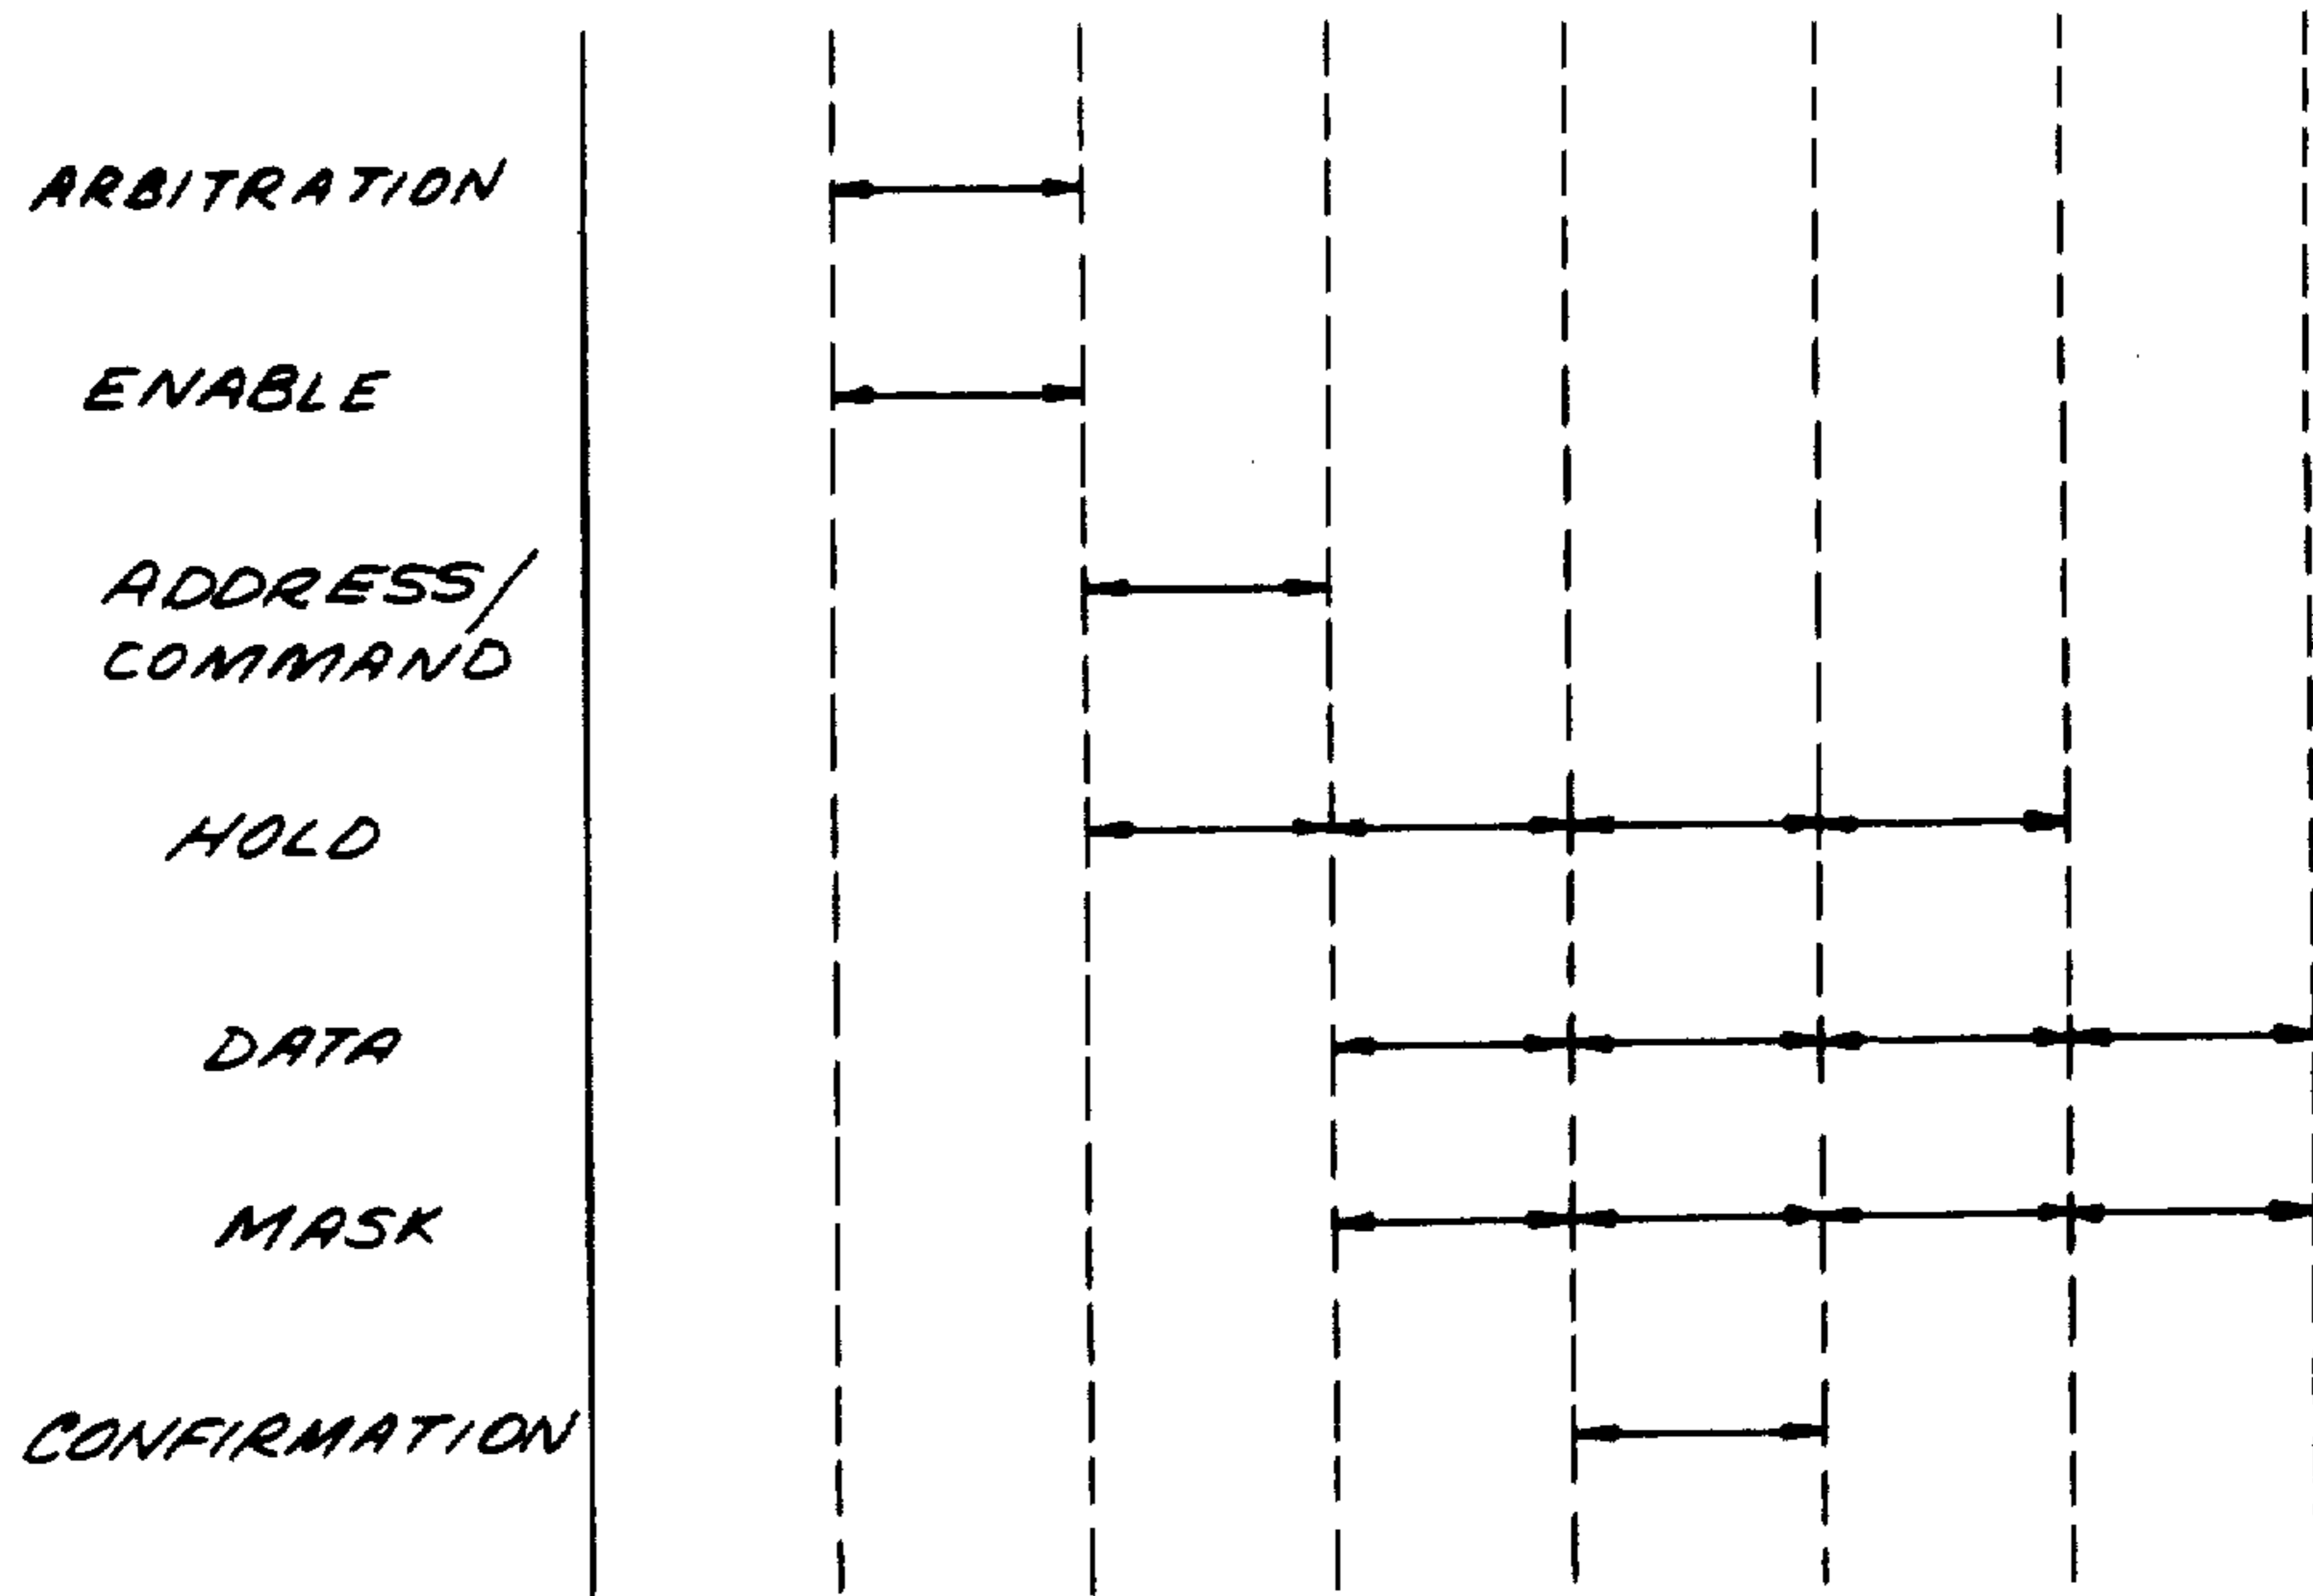 ARBITRATION
ENABLE
ADDRESS/
COMMAND
HOLD
DATA
MASK
CONFIRMATION